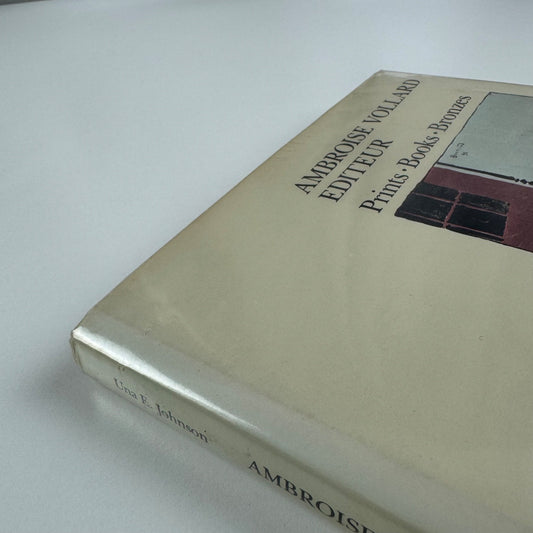 AMBROISE VOLLARD
EDITEUR
Prints · Books · Bronzes
Una E. Johnson
AMBROISE